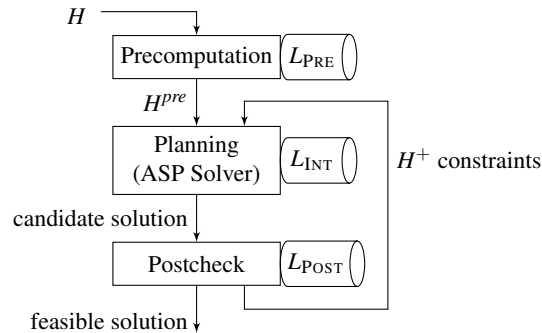 H
Precomputation
L_PRE
H^pre
Planning
(ASP Solver)
L_INT
H^+ constraints
candidate solution
Postcheck
L_POST
feasible solution